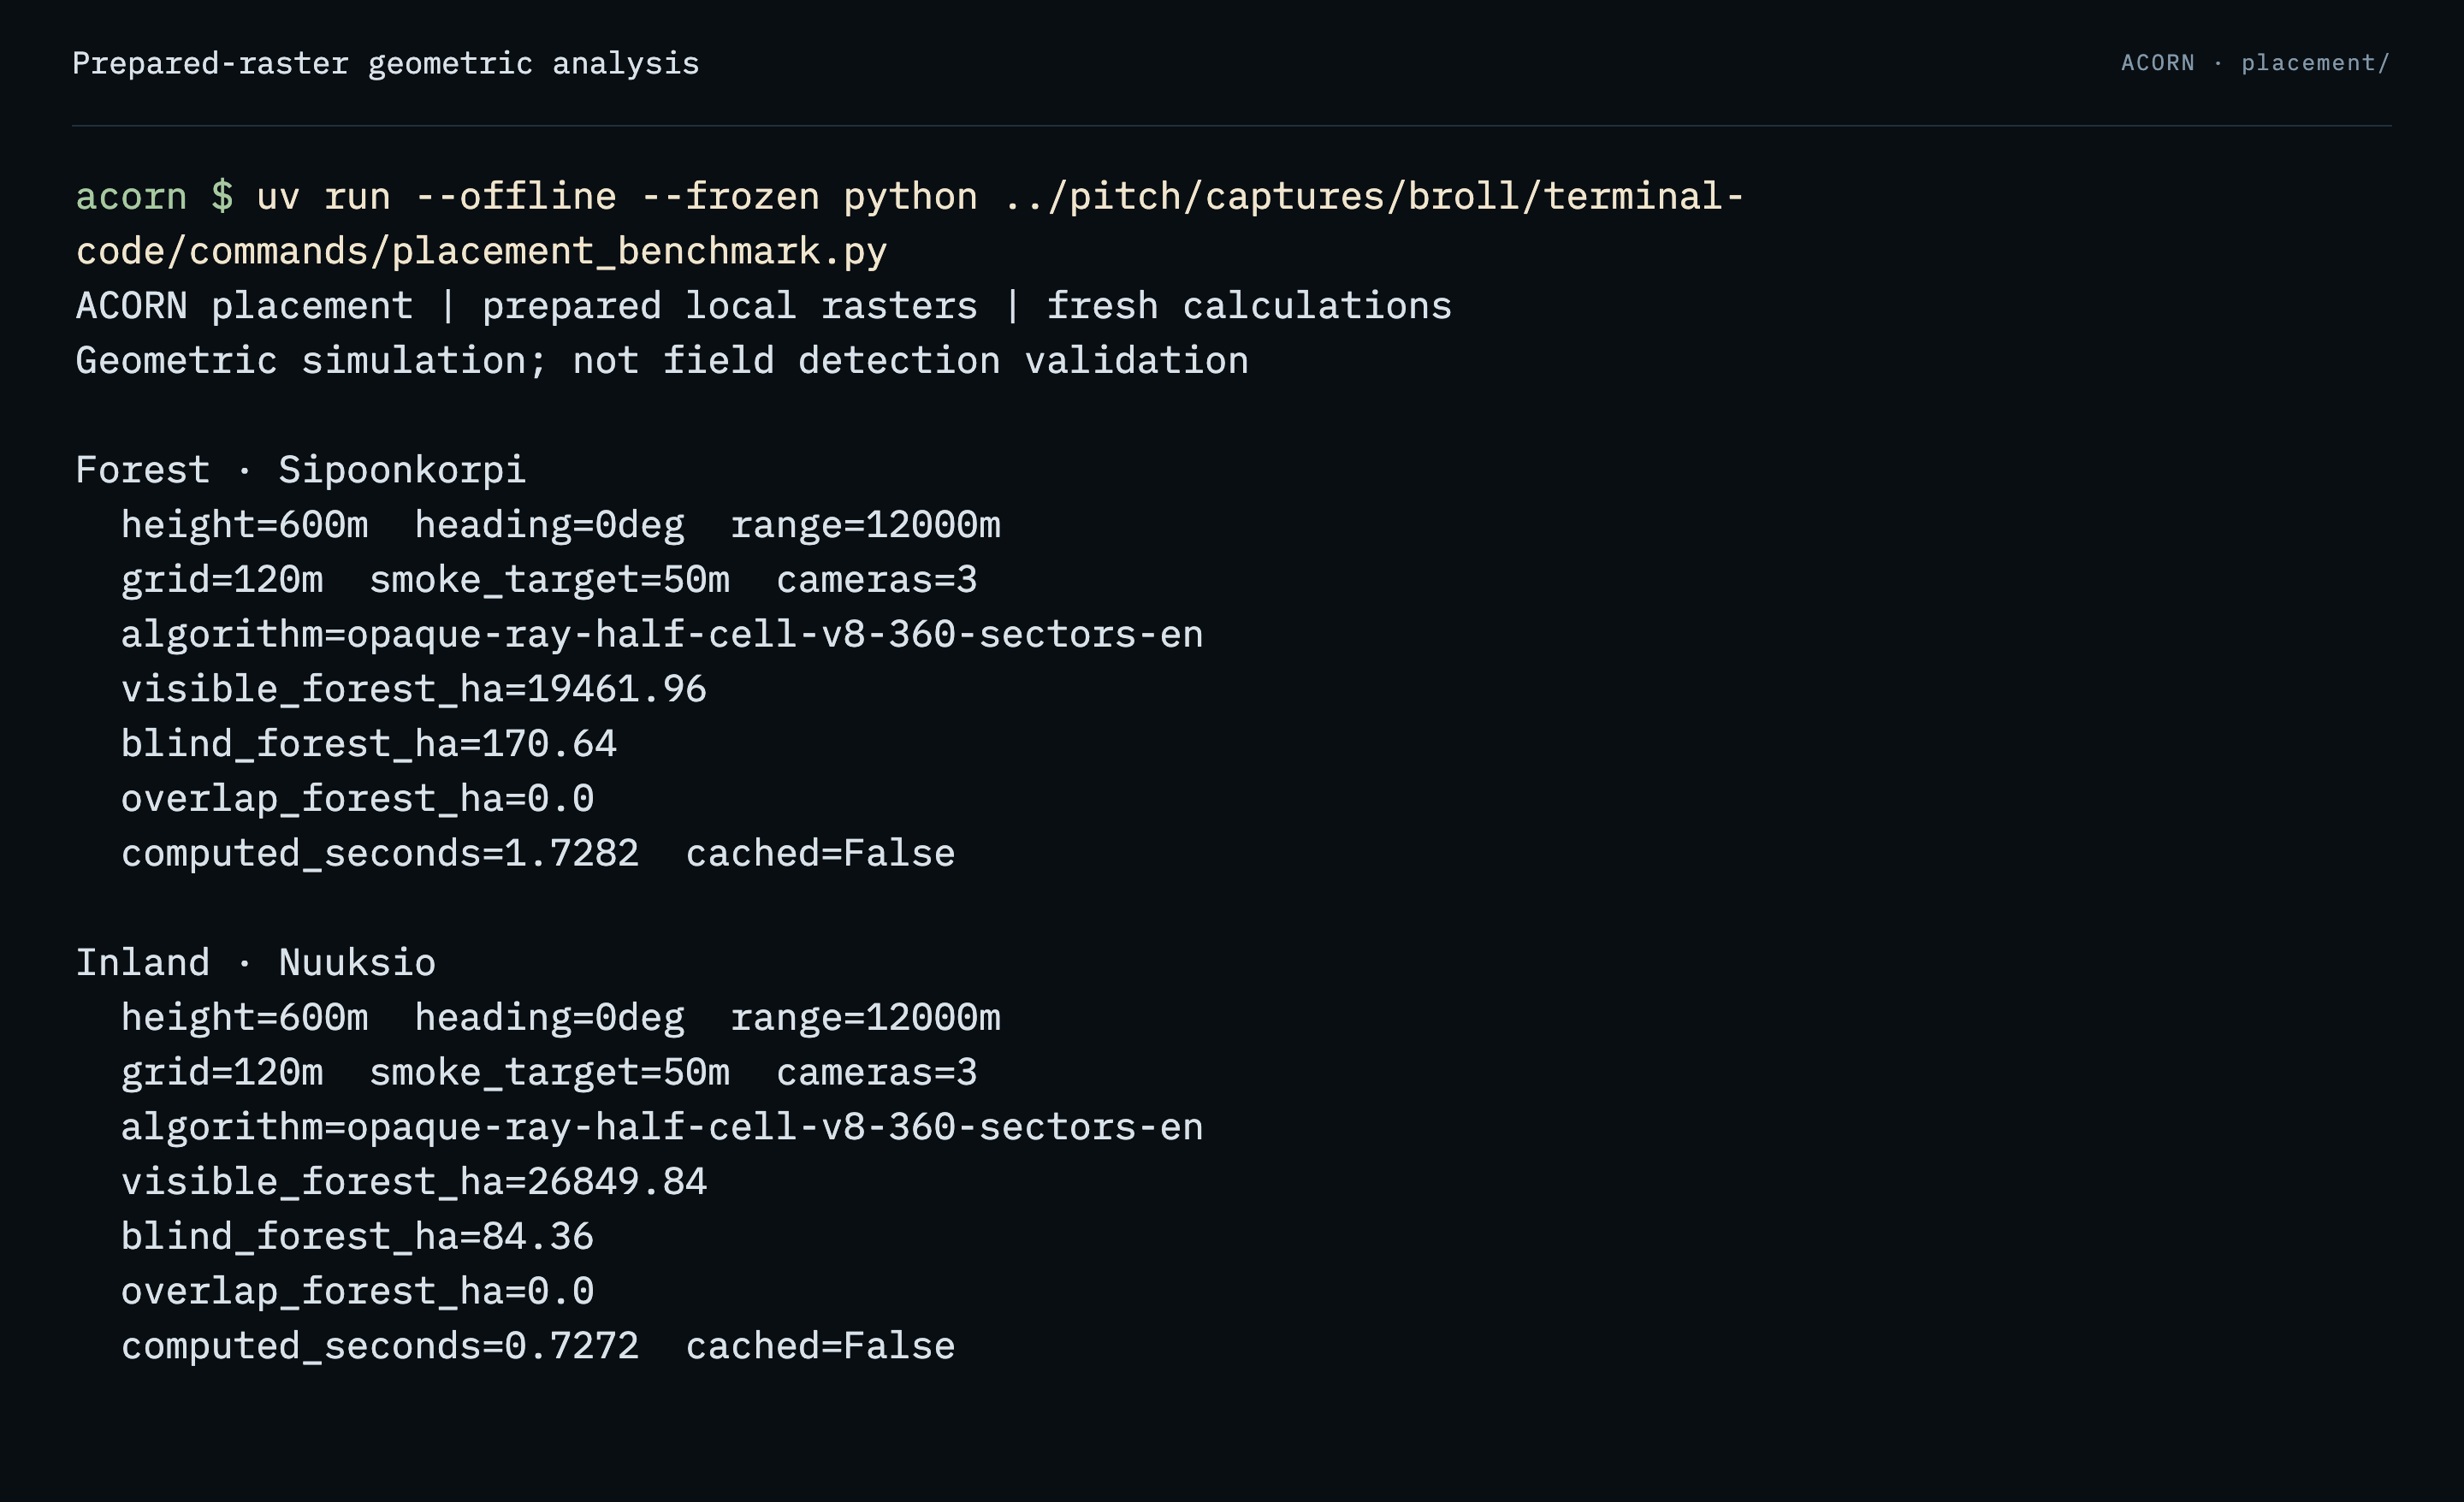 Prepared-raster geometric analysis
ACORN · placement/
acorn $ uv run --offline --frozen python ../pitch/captures/broll/terminal-
code/commands/placement_benchmark.py
ACORN placement | prepared local rasters | fresh calculations
Geometric simulation; not field detection validation
Forest · Sipoonkorpi
height=600m  heading=0deg  range=12000m
grid=120m  smoke_target=50m  cameras=3
algorithm=opaque-ray-half-cell-v8-360-sectors-en
visible_forest_ha=19461.96
blind_forest_ha=170.64
overlap_forest_ha=0.0
computed_seconds=1.7282  cached=False
Inland · Nuuksio
height=600m  heading=0deg  range=12000m
grid=120m  smoke_target=50m  cameras=3
algorithm=opaque-ray-half-cell-v8-360-sectors-en
visible_forest_ha=26849.84
blind_forest_ha=84.36
overlap_forest_ha=0.0
computed_seconds=0.7272  cached=False